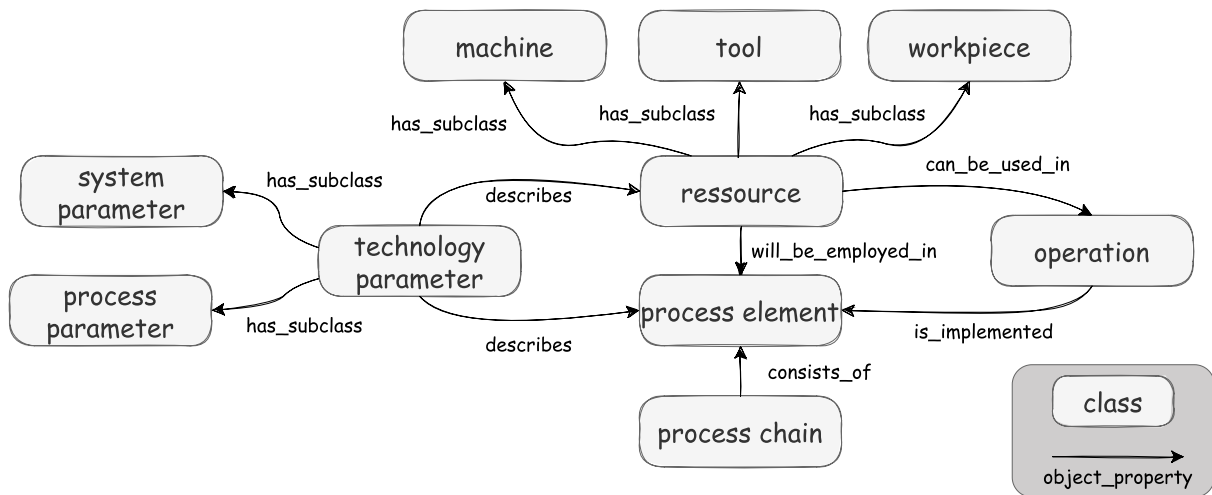 machine
tool
workpiece
has_subclass
has_subclass
has_subclass
system
parameter
has_subclass
describes
ressource
can_be_used_in
technology
parameter
will_be_employed_in
operation
process
parameter
has_subclass
describes
process element
is_implemented
consists_of
process chain
class
object_property